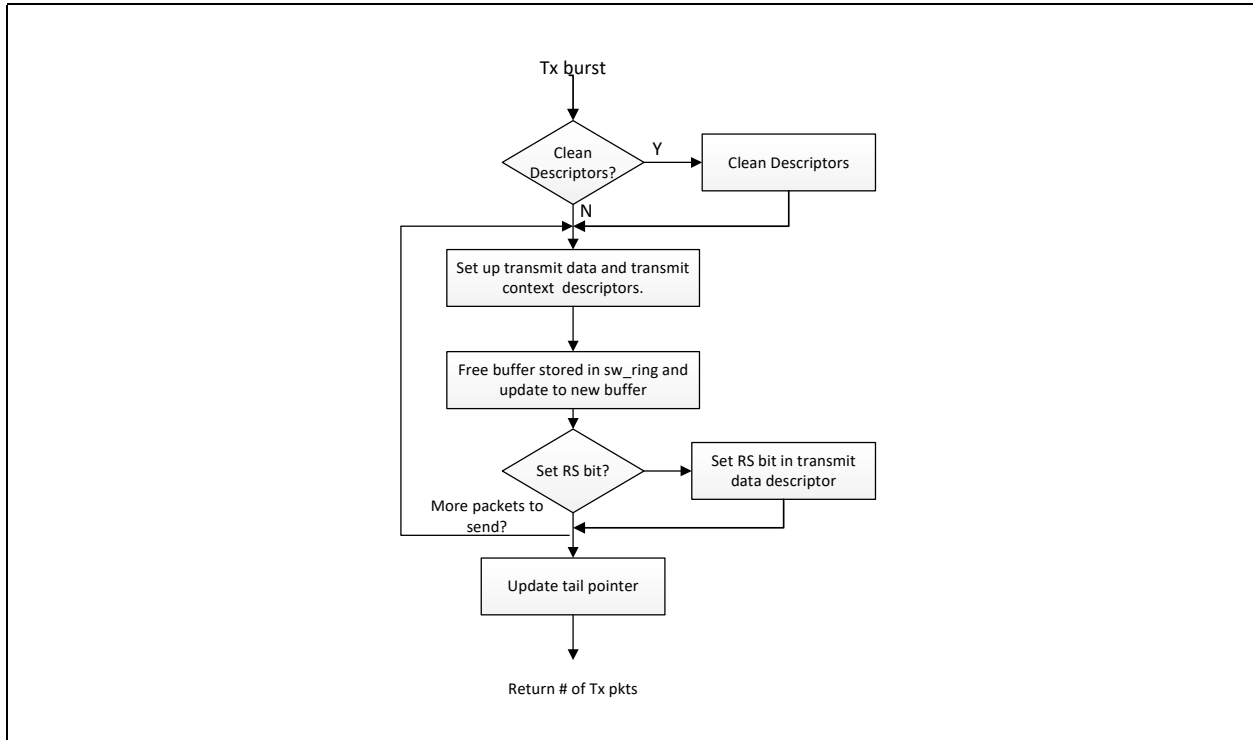 Tx burst
Clean
Descriptors?
Y
Clean Descriptors
N
Set up transmit data and transmit
context descriptors.
Free buffer stored in sw_ring and
update to new buffer
Set RS bit?
Set RS bit in transmit
data descriptor
More packets to
send?
Update tail pointer
Return # of Tx pkts